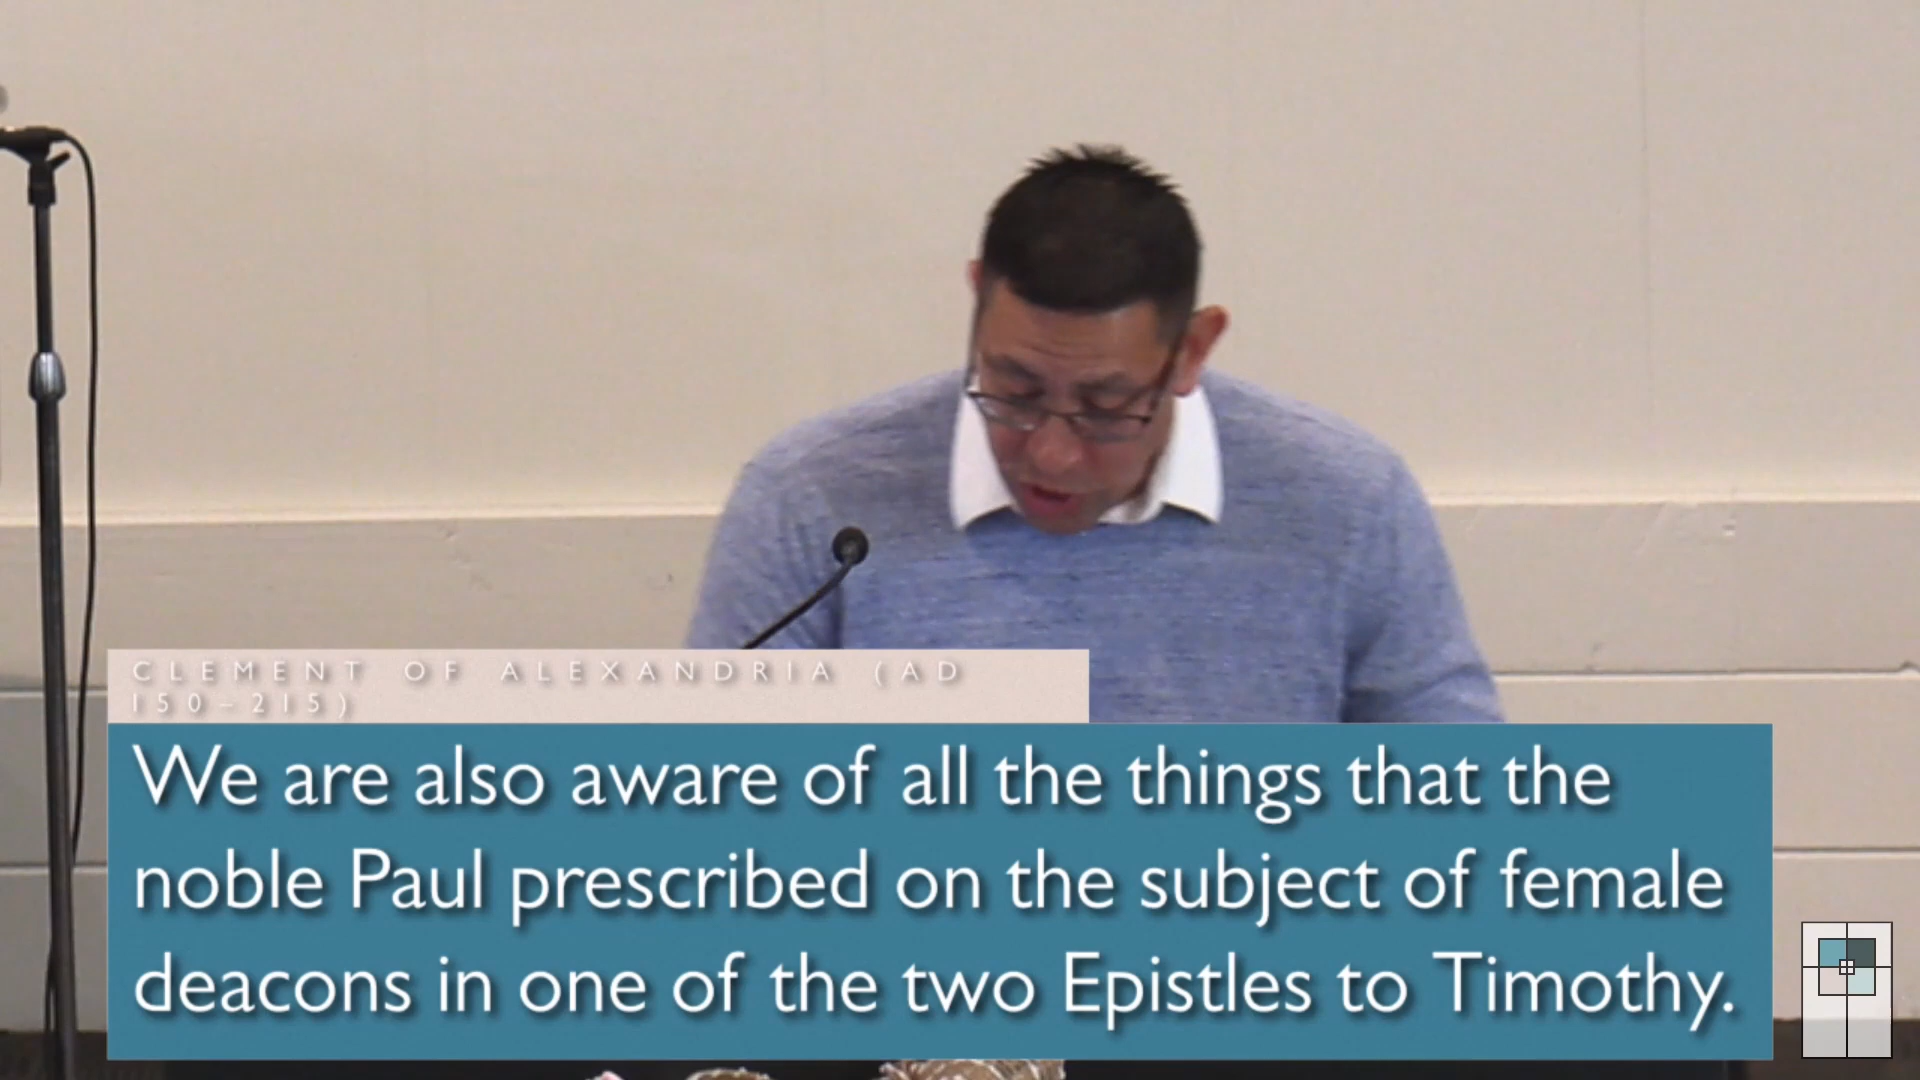 CLEMENT OF ALEXANDRIA (AD
150–215)
We are also aware of all the things that the
noble Paul prescribed on the subject of female
deacons in one of the two Epistles to Timothy.